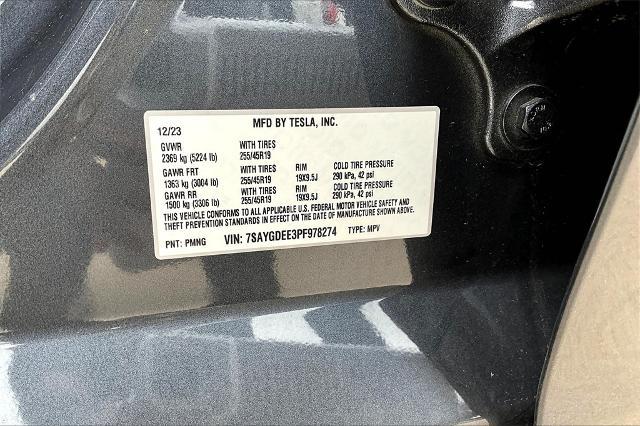 12/23 MFD BY TESLA, INC.
GVWR WITH TIRES
2369 kg (5224 lb) 255/45R19
GAWR FRT WITH TIRES RIM COLD TIRE PRESSURE
1363 kg (3004 lb) 255/45R19 19X9.5J 290 kPa, 42 psi
GAWR RR WITH TIRES RIM COLD TIRE PRESSURE
1500 kg (3306 lb) 255/45R19 19X9.5J 290 kPa, 42 psi
THIS VEHICLE CONFORMS TO ALL APPLICABLE U.S. FEDERAL MOTOR VEHICLE SAFETY AND
THEFT PREVENTION STANDARDS IN EFFECT ON THE DATE OF MANUFACTURE SHOWN ABOVE.
PNT: PMNG VIN: 7SAYGDEE3PF978274 TYPE: MPV